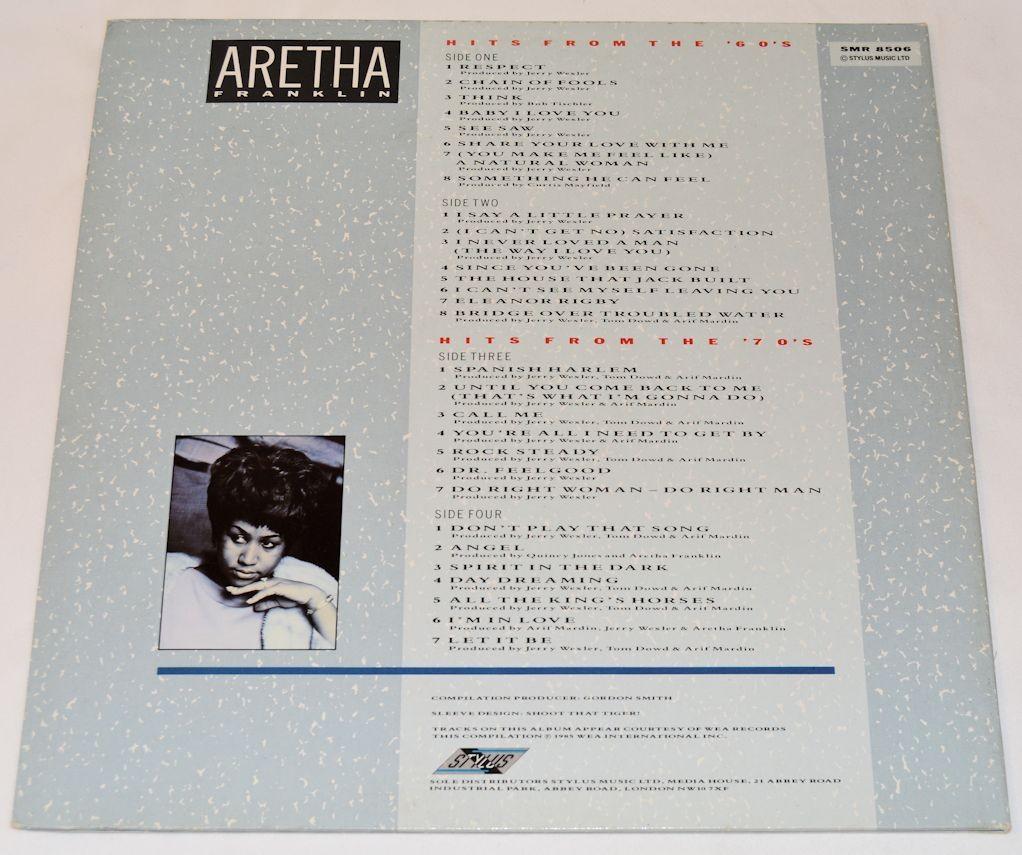 ARETHA
FRANKLIN
HITS FROM THE '60'S
SMR 8506
© STYLUS MUSIC LTD
SIDE ONE
1 RESPECT
Produced by Jerry Wexler
2 CHAIN OF FOOLS
Produced by Jerry Wexler
3 THINK
Produced by Bob Tischler
4 BABY I LOVE YOU
Produced by Jerry Wexler
5 SEE SAW
Produced by Jerry Wexler
6 SHARE YOUR LOVE WITH ME
7 (YOU MAKE ME FEEL LIKE)
A NATURAL WOMAN
Produced by Jerry Wexler
8 SOMETHING HE CAN FEEL
Produced by Curtis Mayfield
SIDE TWO
1 I SAY A LITTLE PRAYER
Produced by Jerry Wexler
2 (I CAN'T GET NO) SATISFACTION
3 I NEVER LOVED A MAN
(THE WAY I LOVE YOU)
Produced by Jerry Wexler
4 SINCE YOU'VE BEEN GONE
5 THE HOUSE THAT JACK BUILT
6 I CAN'T SEE MYSELF LEAVING YOU
7 ELEANOR RIGBY
8 BRIDGE OVER TROUBLED WATER
Produced by Jerry Wexler, Tom Dowd & Arif Mardin
HITS FROM THE '70'S
SIDE THREE
1 SPANISH HARLEM
Produced by Jerry Wexler, Tom Dowd & Arif Mardin
2 UNTIL YOU COME BACK TO ME
(THAT'S WHAT I'M GONNA DO)
Produced by Jerry Wexler & Arif Mardin
3 CALL ME
Produced by Jerry Wexler, Tom Dowd & Arif Mardin
4 YOU'RE ALL I NEED TO GET BY
Produced by Jerry Wexler & Arif Mardin
5 ROCK STEADY
Produced by Jerry Wexler, Tom Dowd & Arif Mardin
6 DR. FEELGOOD
Produced by Jerry Wexler
7 DO RIGHT WOMAN – DO RIGHT MAN
Produced by Jerry Wexler
SIDE FOUR
1 DON'T PLAY THAT SONG
Produced by Jerry Wexler, Tom Dowd & Arif Mardin
2 ANGEL
Produced by Quincy Jones and Aretha Franklin
3 SPIRIT IN THE DARK
4 DAY DREAMING
Produced by Jerry Wexler, Tom Dowd & Arif Mardin
5 ALL THE KING'S HORSES
Produced by Jerry Wexler, Tom Dowd & Arif Mardin
6 I'M IN LOVE
Produced by Arif Mardin, Jerry Wexler & Aretha Franklin
7 LET IT BE
Produced by Jerry Wexler, Tom Dowd & Arif Mardin
COMPILATION PRODUCER: GORDON SMITH
SLEEVE DESIGN: SHOOT THAT TIGER!
TRACKS ON THIS ALBUM APPEAR COURTESY OF WEA RECORDS
THIS COMPILATION ℗ 1985 WEA INTERNATIONAL INC.
STYLUS
SOLE DISTRIBUTORS STYLUS MUSIC LTD, MEDIA HOUSE, 21 ABBEY ROAD
INDUSTRIAL PARK, ABBEY ROAD, LONDON NW10 7XF